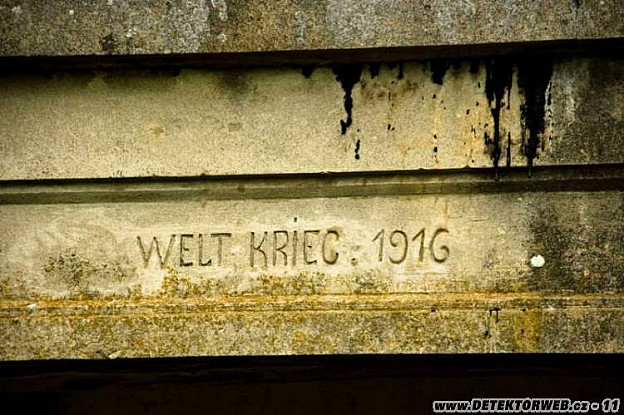 WELT KRIEC. 1916
www.DETEKTORWEB.cz - 11